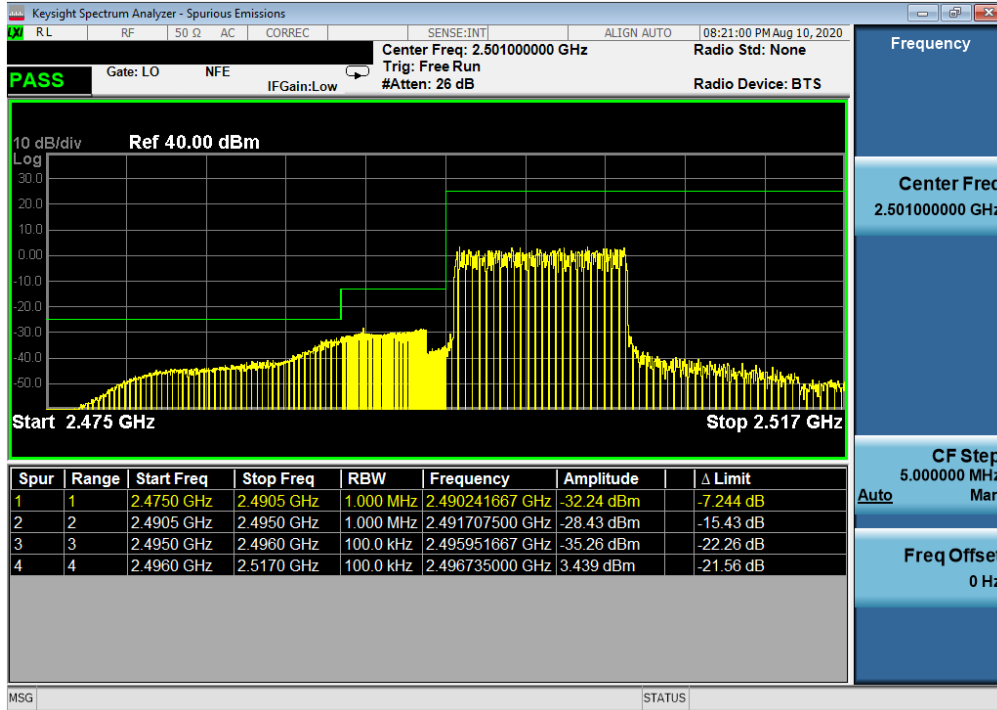 Keysight Spectrum Analyzer - Spurious Emissions
LXI RL RF 50 Ω AC CORREC SENSE:INT ALIGN AUTO 08:21:00 PM Aug 10, 2020
Center Freq: 2.501000000 GHz Radio Std: None
PASS Gate: LO NFE Trig: Free Run
IFGain:Low #Atten: 26 dB Radio Device: BTS
10 dB/div Ref 40.00 dBm
Log
30.0
20.0
10.0
0.00
-10.0
-20.0
-30.0
-40.0
-50.0
Start 2.475 GHz Stop 2.517 GHz
Spur Range Start Freq Stop Freq RBW Frequency Amplitude Δ Limit
1 1 2.4750 GHz 2.4905 GHz 1.000 MHz 2.490241667 GHz -32.24 dBm -7.244 dB
2 2 2.4905 GHz 2.4950 GHz 1.000 MHz 2.491707500 GHz -28.43 dBm -15.43 dB
3 3 2.4950 GHz 2.4960 GHz 100.0 kHz 2.495951667 GHz -35.26 dBm -22.26 dB
4 4 2.4960 GHz 2.5170 GHz 100.0 kHz 2.496735000 GHz 3.439 dBm -21.56 dB
MSG STATUS
Frequency
Center Freq
2.501000000 GHz
CF Step
5.000000 MHz
Auto Man
Freq Offset
0 Hz